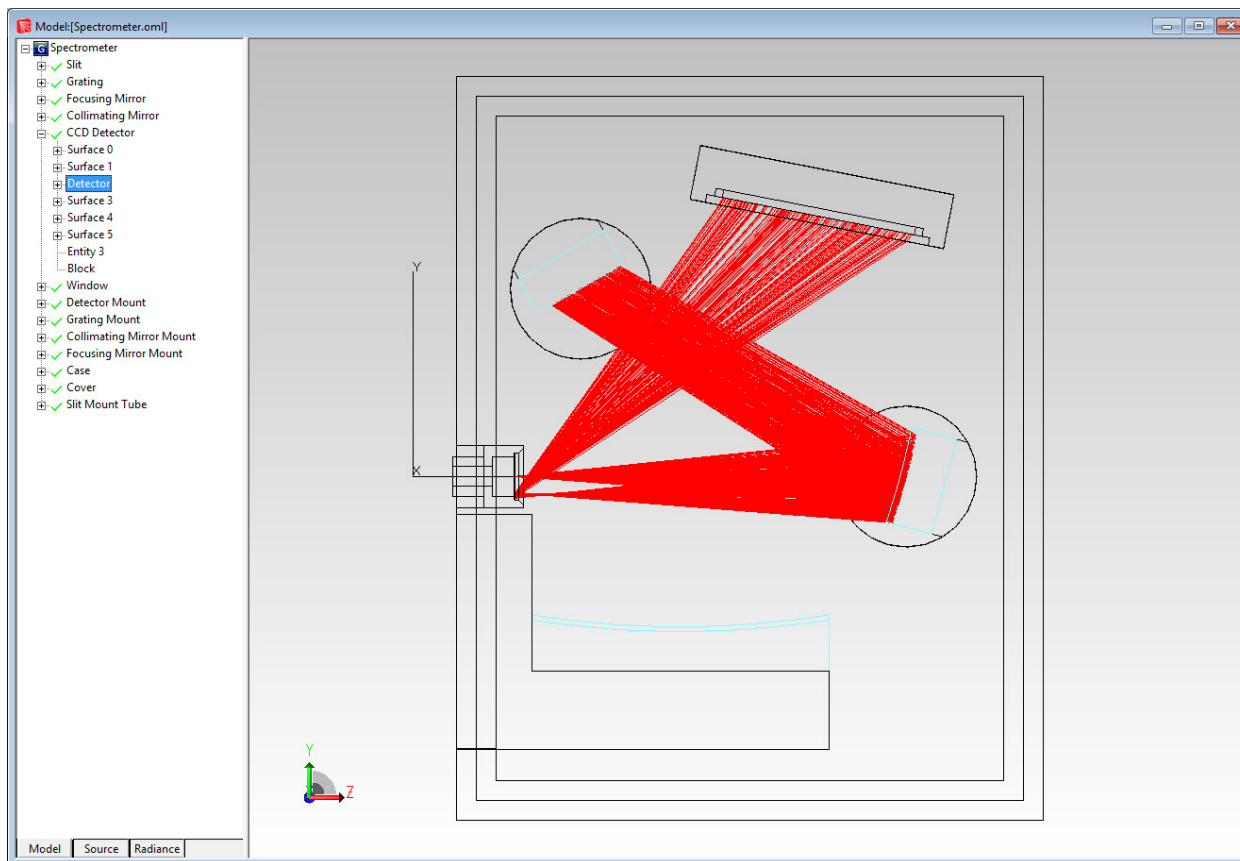 Model:[Spectrometer.oml]
Spectrometer
Slit
Grating
Focusing Mirror
Collimating Mirror
CCD Detector
Surface 0
Surface 1
Detector
Surface 3
Surface 4
Surface 5
Entity 3
Block
Window
Detector Mount
Grating Mount
Collimating Mirror Mount
Focusing Mirror Mount
Case
Cover
Slit Mount Tube
Y
X
Y
Z
Model Source Radiance